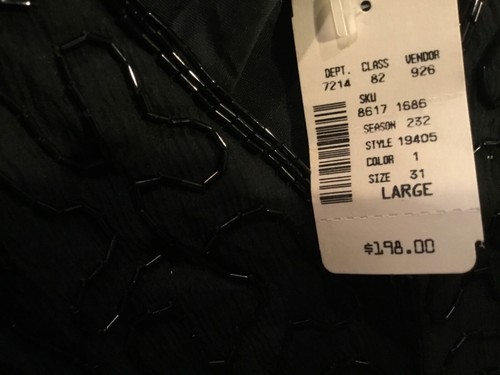 DEPT. CLASS VENDOR
7214 82 926
SKU
8617 1686
SEASON 232
STYLE 19405
COLOR 1
SIZE 31
LARGE
$198.00